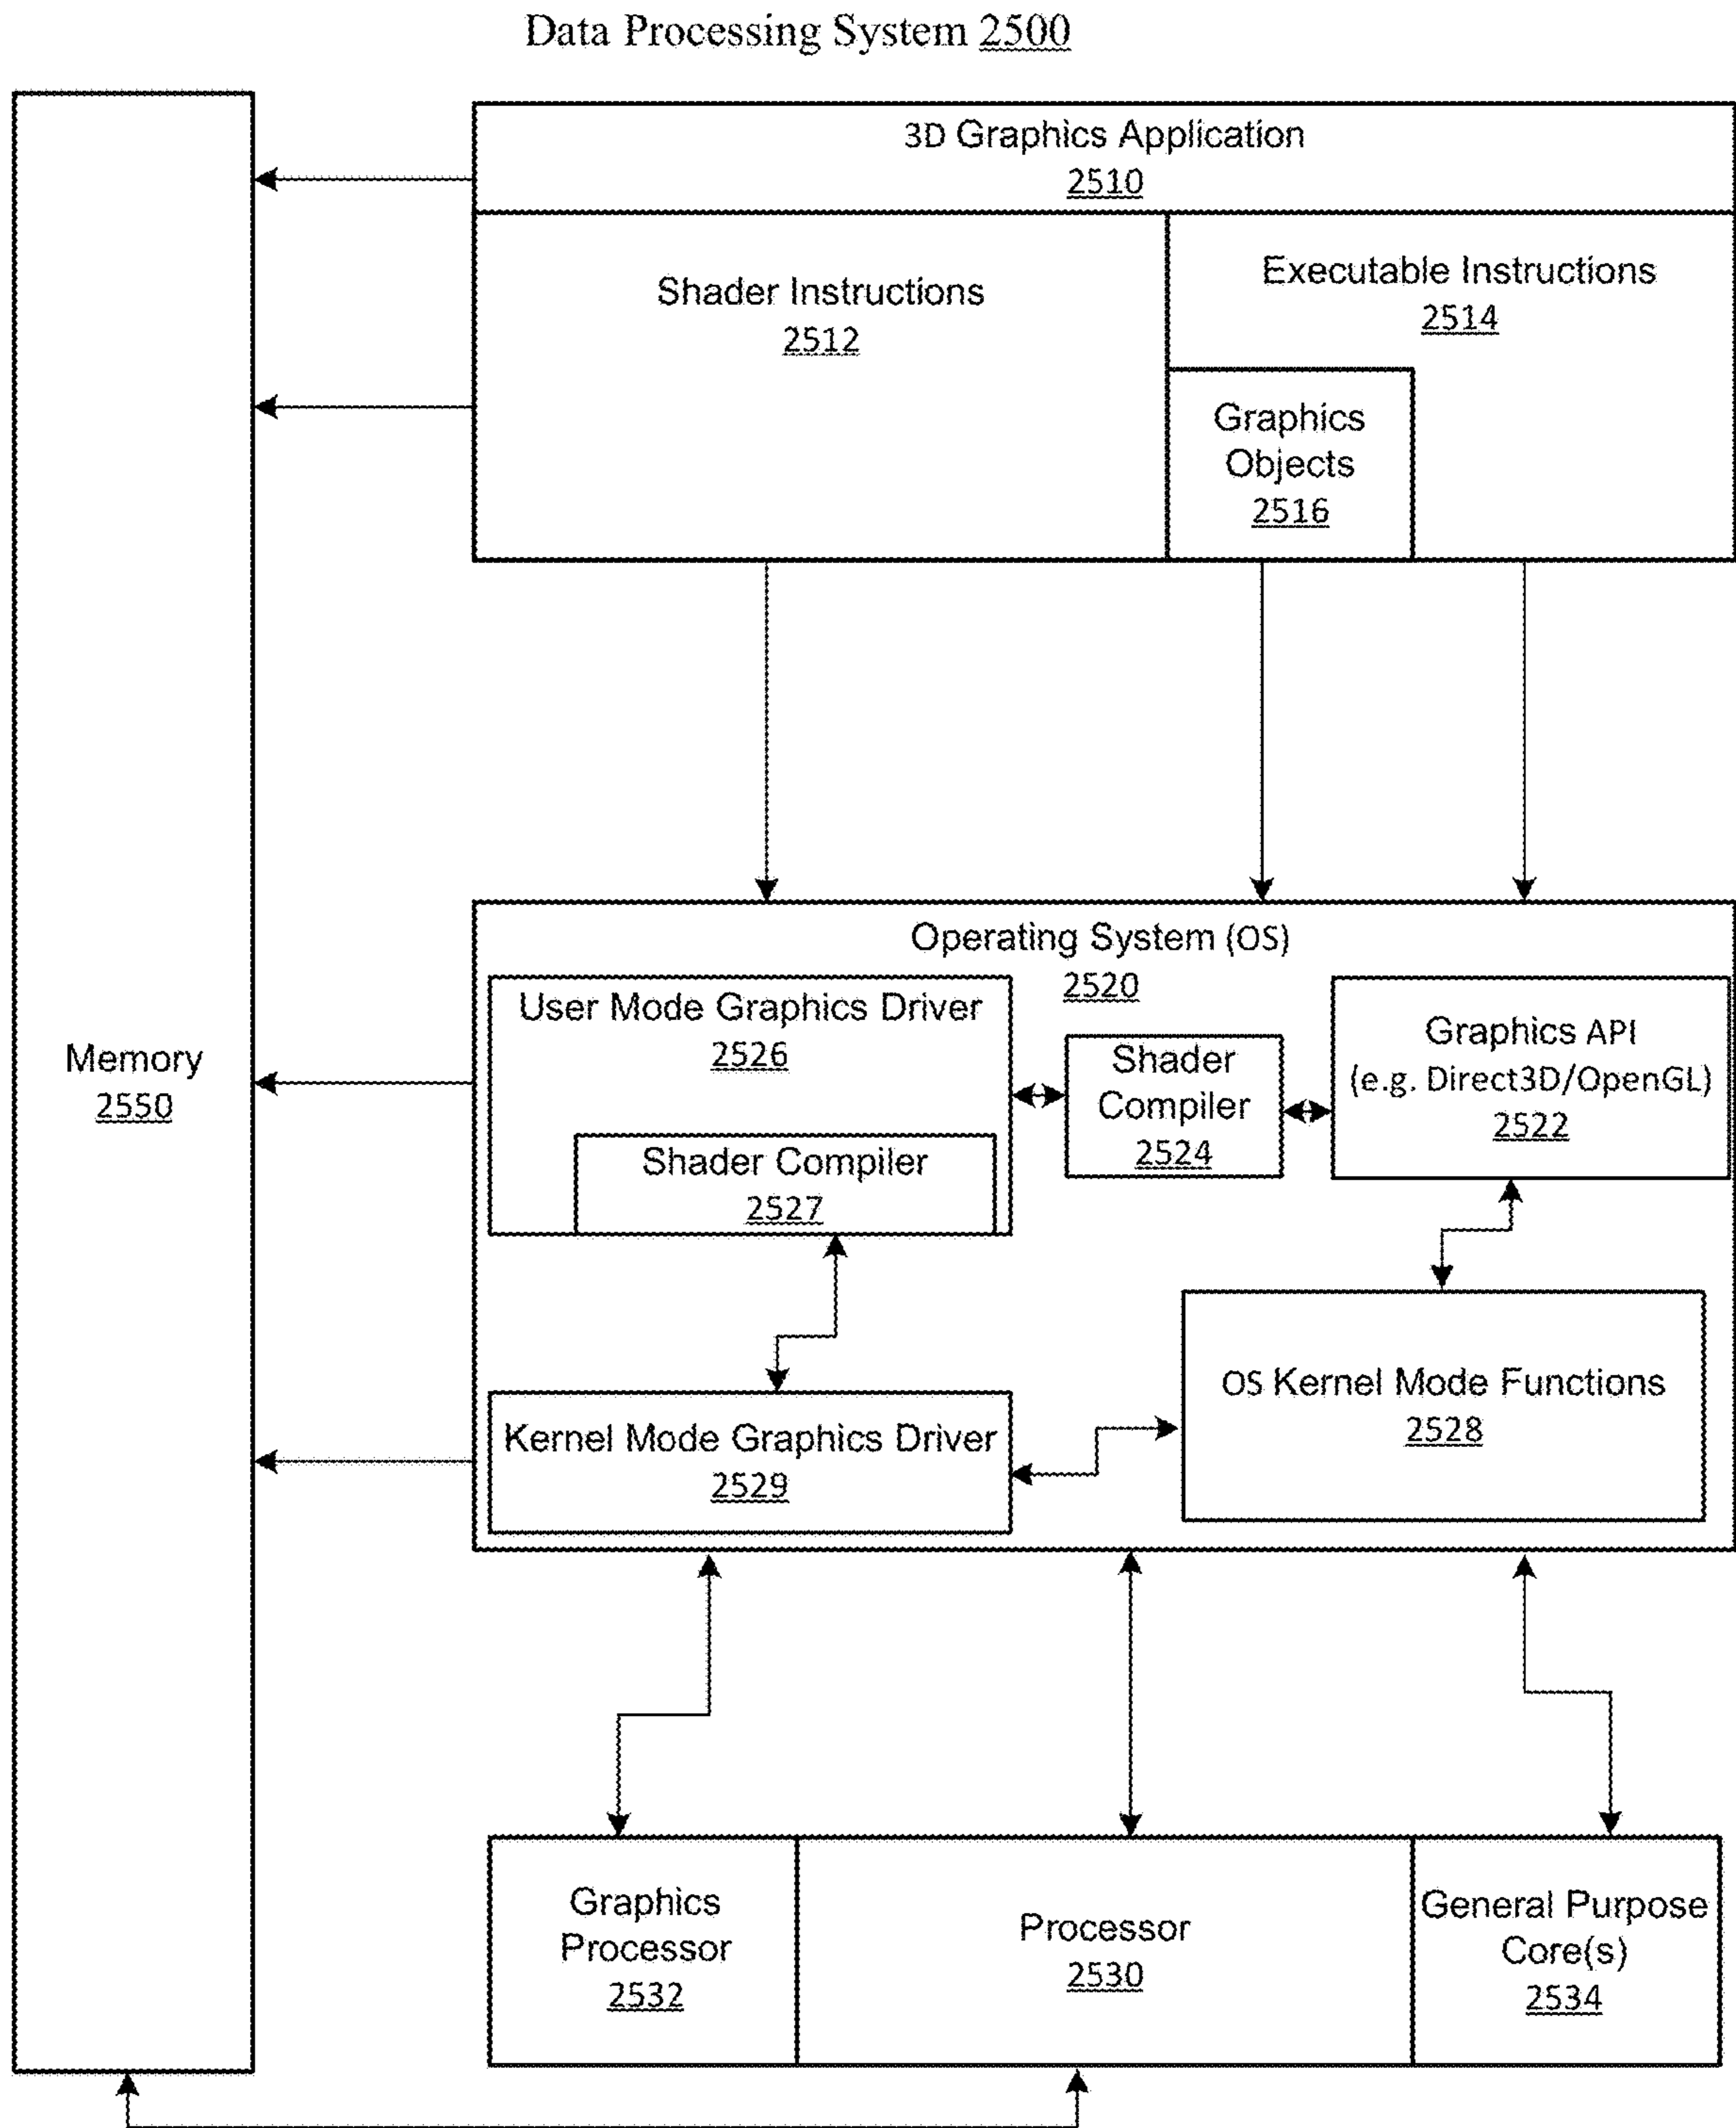 Data Processing System 2500
3D Graphics Application
2510
Shader Instructions
2512
Executable Instructions
2514
Graphics
Objects
2516
Memory
2550
Operating System (OS)
2520
User Mode Graphics Driver
2526
Shader Compiler
2527
Shader
Compiler
2524
Graphics API
(e.g. Direct3D/OpenGL)
2522
Kernel Mode Graphics Driver
2529
OS Kernel Mode Functions
2528
Graphics
Processor
2532
Processor
2530
General Purpose
Core(s)
2534